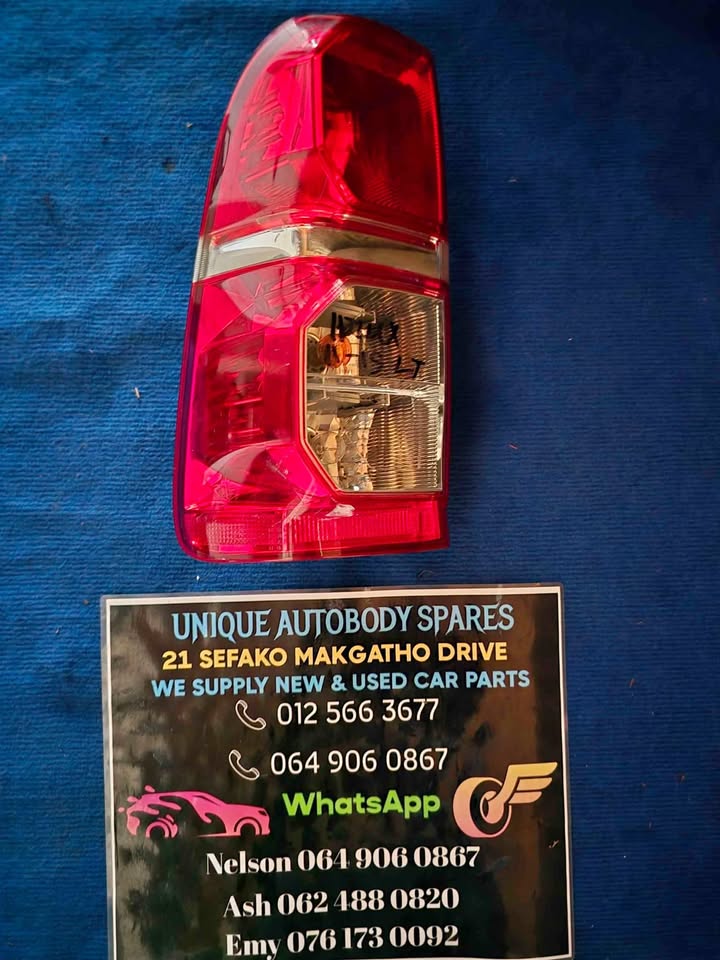 LT
UNIQUE AUTOBODY SPARES
21 SEFAKO MAKGATHO DRIVE
WE SUPPLY NEW & USED CAR PARTS
012 566 3677
064 906 0867
WhatsApp
Nelson 064 906 0867
Ash 062 488 0820
Emy 076 173 0092